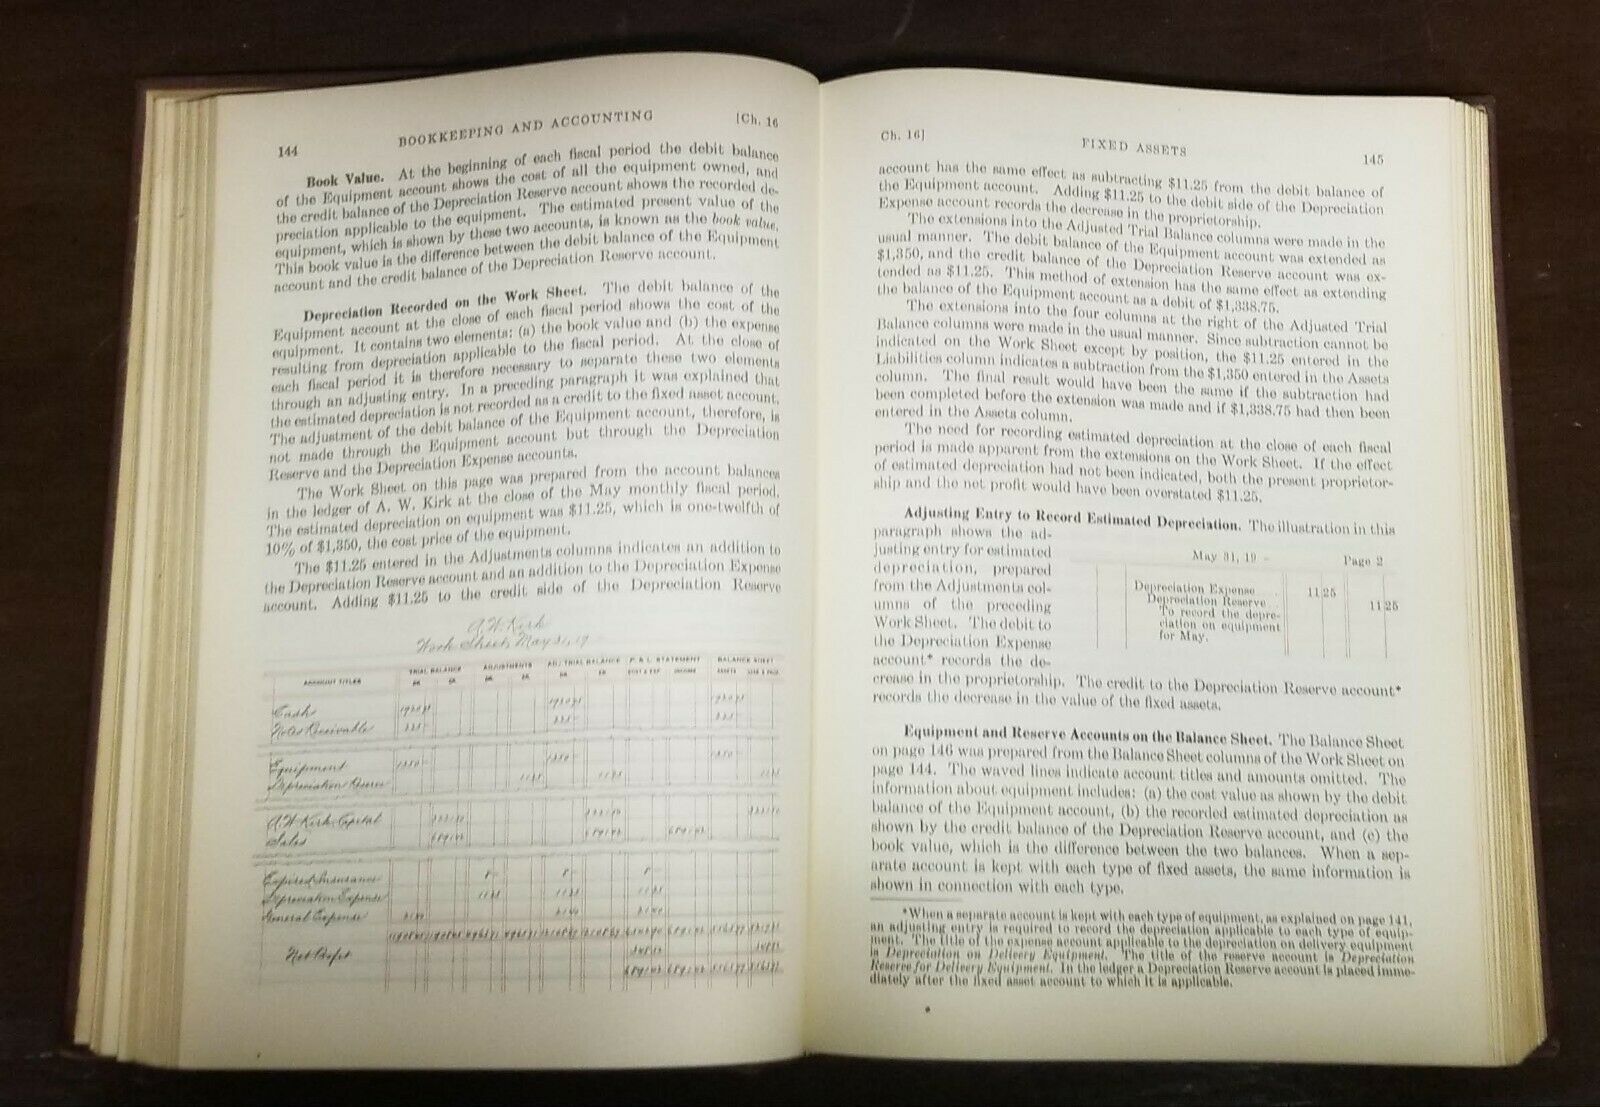 144
BOOKKEEPING AND ACCOUNTING
[Ch. 16
Book Value. At the beginning of each fiscal period the debit balance
of the Equipment account shows the cost of all the equipment owned, and
the credit balance of the Depreciation Reserve account shows the recorded de-
preciation applicable to the equipment. The estimated present value of the
equipment, which is shown by these two accounts, is known as the book value.
This book value is the difference between the debit balance of the Equipment
account and the credit balance of the Depreciation Reserve account.
Depreciation Recorded on the Work Sheet. The debit balance of the
Equipment account at the close of each fiscal period shows the cost of the
equipment. It contains two elements: (a) the book value and (b) the expense
resulting from depreciation applicable to the fiscal period. At the close of
each fiscal period it is therefore necessary to separate these two elements
through an adjusting entry. In a preceding paragraph it was explained that
the estimated depreciation is not recorded as a credit to the fixed asset account.
The adjustment of the debit balance of the Equipment account, therefore, is
not made through the Equipment account but through the Depreciation
Reserve and the Depreciation Expense accounts.
The Work Sheet on this page was prepared from the account balances
in the ledger of A. W. Kirk at the close of the May monthly fiscal period.
The estimated depreciation on equipment was $11.25, which is one-twelfth of
10% of $1,350, the cost price of the equipment.
The $11.25 entered in the Adjustments columns indicates an addition to
the Depreciation Reserve account and an addition to the Depreciation Expense
account. Adding $11.25 to the credit side of the Depreciation Reserve
A. W. Kirk
Work Sheet, May 31, 19
ACCOUNT TITLES TRIAL BALANCE ADJUSTMENTS ADJ. TRIAL BALANCE P. & L. STATEMENT BALANCE SHEET
DR. CR. DR. CR. DR. CR. COST & EXP. INCOME ASSETS
Cash
Notes Receivable
Equipment 1350- 1350- 1350-
Depreciation Reserve 1125 1125 1125
A. W. Kirk, Capital
Sales
Expired Insurance 8- 8- 8-
Depreciation Expense 1125 1125 1125
General Expense
Net Profit
Ch. 16]
FIXED ASSETS
145
account has the same effect as subtracting $11.25 from the debit balance of
the Equipment account. Adding $11.25 to the debit side of the Depreciation
Expense account records the decrease in the proprietorship.
The extensions into the Adjusted Trial Balance columns were made in the
usual manner. The debit balance of the Equipment account was extended as
$1,350, and the credit balance of the Depreciation Reserve account was ex-
tended as $11.25. This method of extension has the same effect as extending
the balance of the Equipment account as a debit of $1,338.75.
The extensions into the four columns at the right of the Adjusted Trial
Balance columns were made in the usual manner. Since subtraction cannot be
indicated on the Work Sheet except by position, the $11.25 entered in the
Liabilities column indicates a subtraction from the $1,350 entered in the Assets
column. The final result would have been the same if the subtraction had
been completed before the extension was made and if $1,338.75 had then been
entered in the Assets column.
The need for recording estimated depreciation at the close of each fiscal
period is made apparent from the extensions on the Work Sheet. If the effect
of estimated depreciation had not been indicated, both the present proprietor-
ship and the net profit would have been overstated $11.25.
Adjusting Entry to Record Estimated Depreciation. The illustration in this
paragraph shows the ad-
justing entry for estimated
depreciation, prepared
from the Adjustments col-
umns of the preceding
Work Sheet. The debit to
the Depreciation Expense
account* records the de-
crease in the proprietorship. The credit to the Depreciation Reserve account*
records the decrease in the value of the fixed assets.
May 31, 19 - Page 2
Depreciation Expense . 11 25
Depreciation Reserve . 11 25
To record the depre-
ciation on equipment
for May.
Equipment and Reserve Accounts on the Balance Sheet. The Balance Sheet
on page 146 was prepared from the Balance Sheet columns of the Work Sheet on
page 144. The waved lines indicate account titles and amounts omitted. The
information about equipment includes: (a) the cost value as shown by the debit
balance of the Equipment account, (b) the recorded estimated depreciation as
shown by the credit balance of the Depreciation Reserve account, and (c) the
book value, which is the difference between the two balances. When a sep-
arate account is kept with each type of fixed assets, the same information is
shown in connection with each type.
*When a separate account is kept with each type of equipment, as explained on page 141,
an adjusting entry is required to record the depreciation applicable to each type of equip-
ment. The title of the expense account applicable to the depreciation on delivery equipment
is Depreciation on Delivery Equipment. The title of the reserve account is Depreciation
Reserve for Delivery Equipment. In the ledger a Depreciation Reserve account is placed imme-
diately after the fixed asset account to which it is applicable.